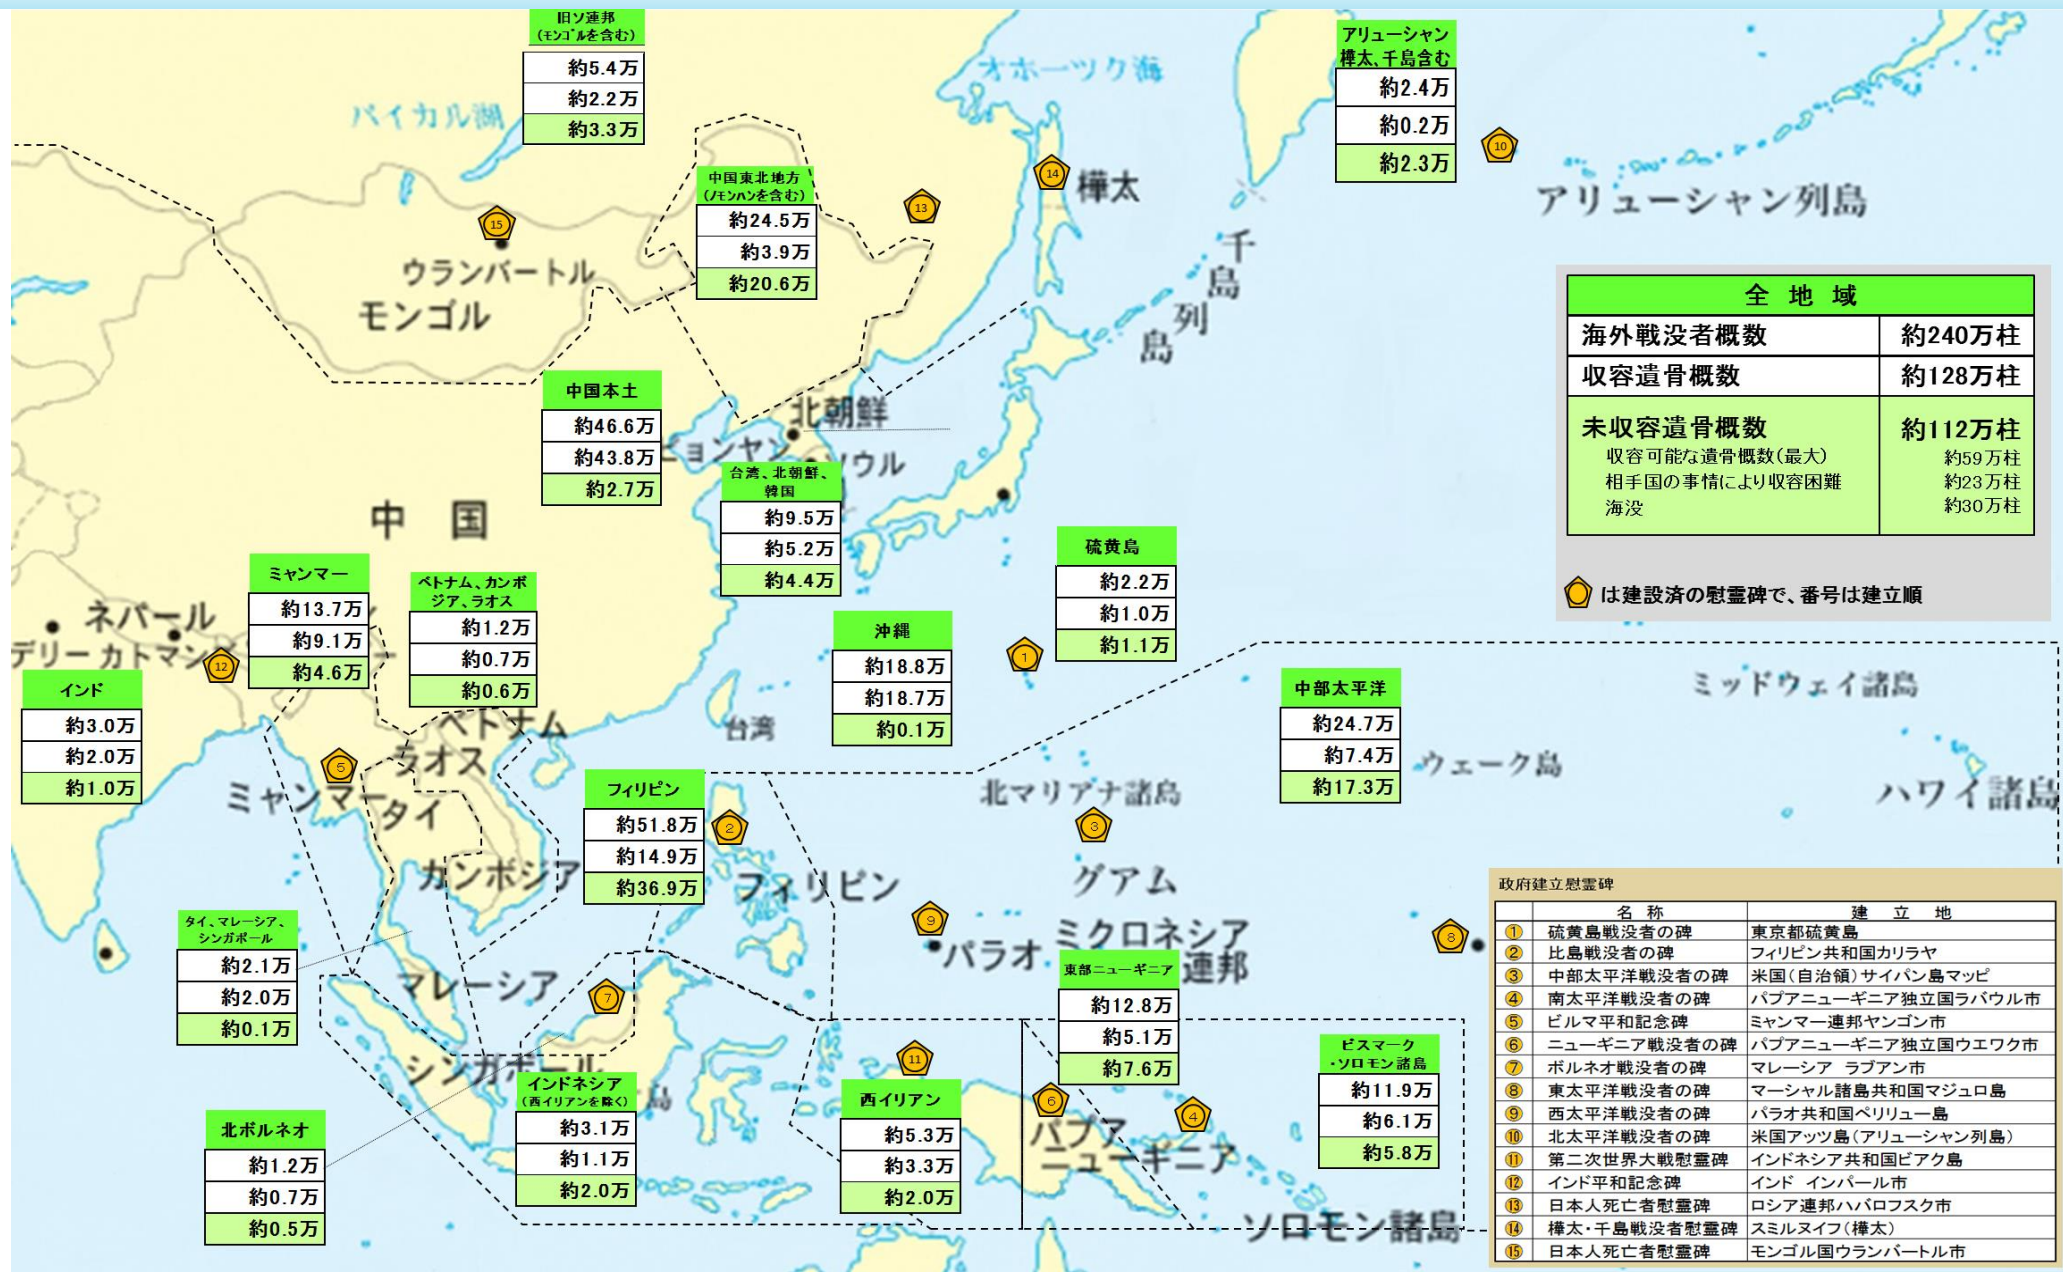 旧ソ連邦
(モンゴルを含む)
約5.4万
約2.2万
約3.3万
アリューシャン
樺太、千島含む
約2.4万
約0.2万
約2.3万
オホーツク海
バイカル湖
中国東北地方
(ノモンハンを含む)
約24.5万
約3.9万
約20.6万
10
14
樺太
13
15
アリューシャン列島
ウランバートル
モンゴル
千島列島
全 地 域
海外戦没者概数 約240万柱
収容遺骨概数 約128万柱
未収容遺骨概数 約112万柱
収容可能な遺骨概数(最大) 約59万柱
相手国の事情により収容困難 約23万柱
海没 約30万柱
は建設済の慰霊碑で、番号は建立順
中国本土
約46.6万
約43.8万
約2.7万
北朝鮮
ピョンヤン
ソウル
台湾、北朝鮮、
韓国
約9.5万
約5.2万
約4.4万
中 国
硫黄島
約2.2万
約1.0万
約1.1万
1
ミャンマー
約13.7万
約9.1万
約4.6万
ベトナム、カンボ
ジア、ラオス
約1.2万
約0.7万
約0.6万
ネパール
デリー カトマン
12
沖縄
約18.8万
約18.7万
約0.1万
インド
約3.0万
約2.0万
約1.0万
中部太平洋
約24.7万
約7.4万
約17.3万
ミッドウェイ諸島
ウェーク島
ハワイ諸島
台湾
ベトナム
ラオス
5
ミャンマー
タイ
カンボジア
フィリピン
約51.8万
約14.9万
約36.9万
2
フィリピン
北マリアナ諸島
3
グアム
ミクロネシア
連邦
9
パラオ
8
タイ、マレーシア、
シンガポール
約2.1万
約2.0万
約0.1万
マレーシア
7
シンガポール
島
東部ニューギニア
約12.8万
約5.1万
約7.6万
ビスマーク
・ソロモン諸島
約11.9万
約6.1万
約5.8万
11
6
4
北ボルネオ
約1.2万
約0.7万
約0.5万
インドネシア
(西イリアンを除く)
約3.1万
約1.1万
約2.0万
西イリアン
約5.3万
約3.3万
約2.0万
パプア
ニューギニア
ソロモン諸島
政府建立慰霊碑
名 称 建 立 地
① 硫黄島戦没者の碑 東京都硫黄島
② 比島戦没者の碑 フィリピン共和国カリラヤ
③ 中部太平洋戦没者の碑 米国(自治領)サイパン島マッピ
④ 南太平洋戦没者の碑 パプアニューギニア独立国ラバウル市
⑤ ビルマ平和記念碑 ミャンマー連邦ヤンゴン市
⑥ ニューギニア戦没者の碑 パプアニューギニア独立国ウエワク市
⑦ ボルネオ戦没者の碑 マレーシア ラブアン市
⑧ 東太平洋戦没者の碑 マーシャル諸島共和国マジュロ島
⑨ 西太平洋戦没者の碑 パラオ共和国ペリリュー島
⑩ 北太平洋戦没者の碑 米国アッツ島(アリューシャン列島)
⑪ 第二次世界大戦慰霊碑 インドネシア共和国ビアク島
⑫ インド平和記念碑 インド インパール市
⑬ 日本人死亡者慰霊碑 ロシア連邦ハバロフスク市
⑭ 樺太・千島戦没者慰霊碑 スミルヌイフ(樺太)
⑮ 日本人死亡者慰霊碑 モンゴル国ウランバートル市